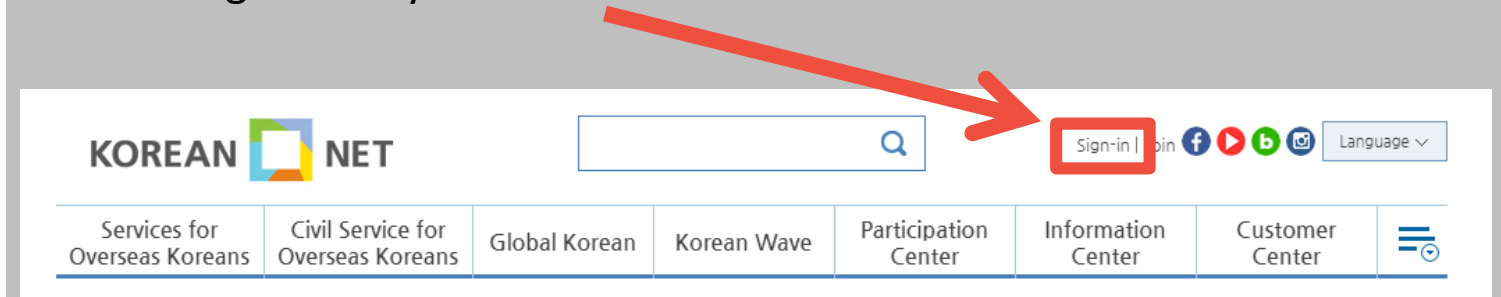 KOREAN NET
Sign-in |
Language
Services for
Overseas Koreans
Civil Service for
Overseas Koreans
Global Korean
Korean Wave
Participation
Center
Information
Center
Customer
Center